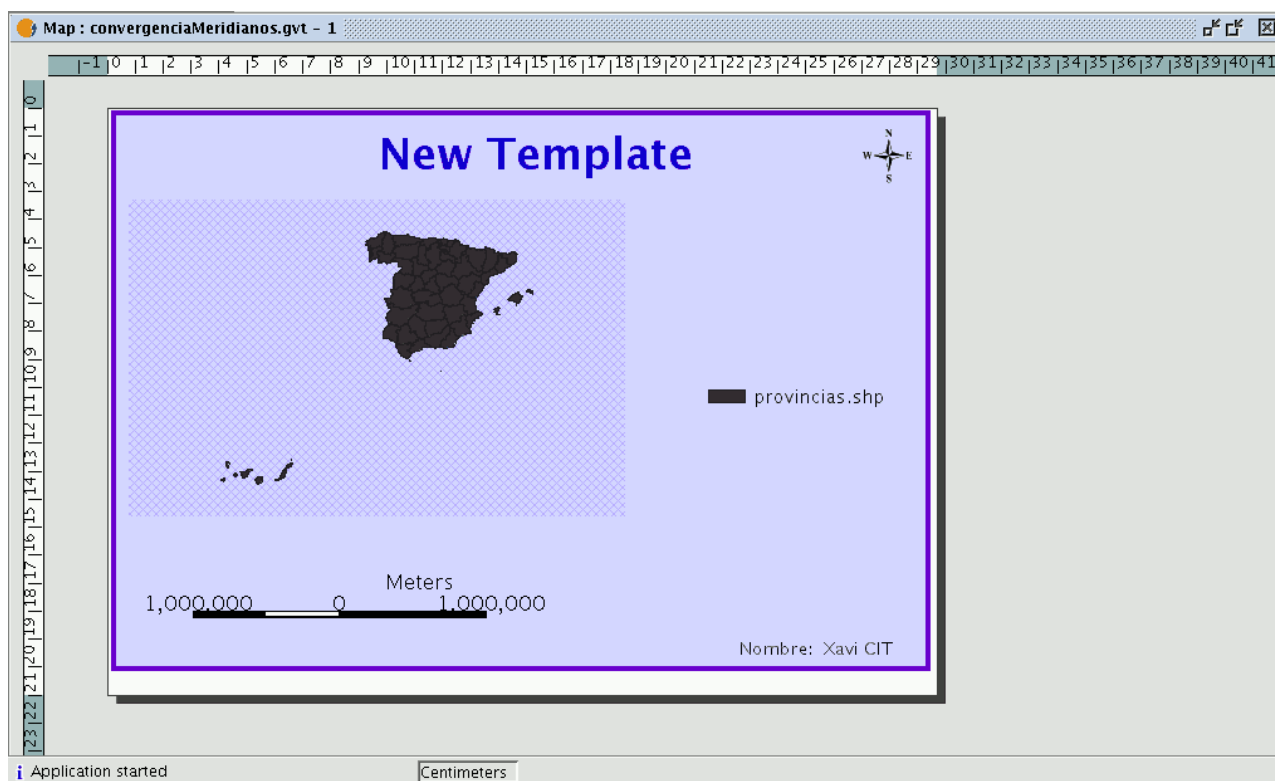 Map : convergenciaMeridianos.gvt – 1
|-1|0 |1 |2 |3 |4 |5 |6 |7 |8 |9 |10|11|12|13|14|15|16|17|18|19|20|21|22|23|24|25|26|27|28|29|30|31|32|33|34|35|36|37|38|39|40|41
0
1
2
3
4
5
6
7
8
9
10
11
12
13
14
15
16
17
18
19
20
21
22
23
New Template
N
W E
S
provincias.shp
Meters
1,000,000 0 1,000,000
Nombre: Xavi CIT
i Application started
Centimeters